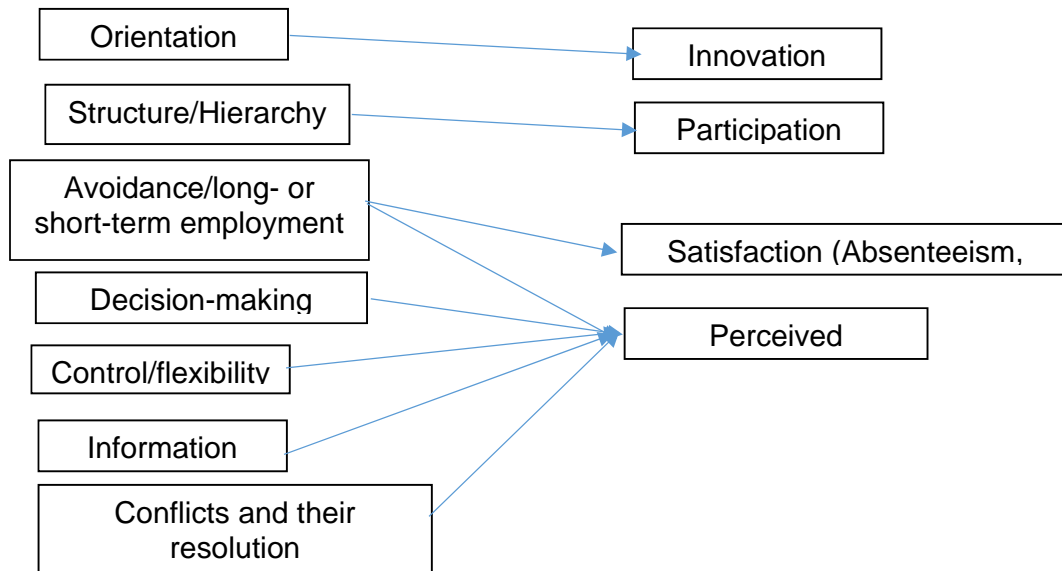 Orientation
Innovation
Structure/Hierarchy
Participation
Avoidance/long- or
short-term employment
Satisfaction (Absenteeism,
Decision-making
Perceived
Control/flexibility
Information
Conflicts and their
resolution